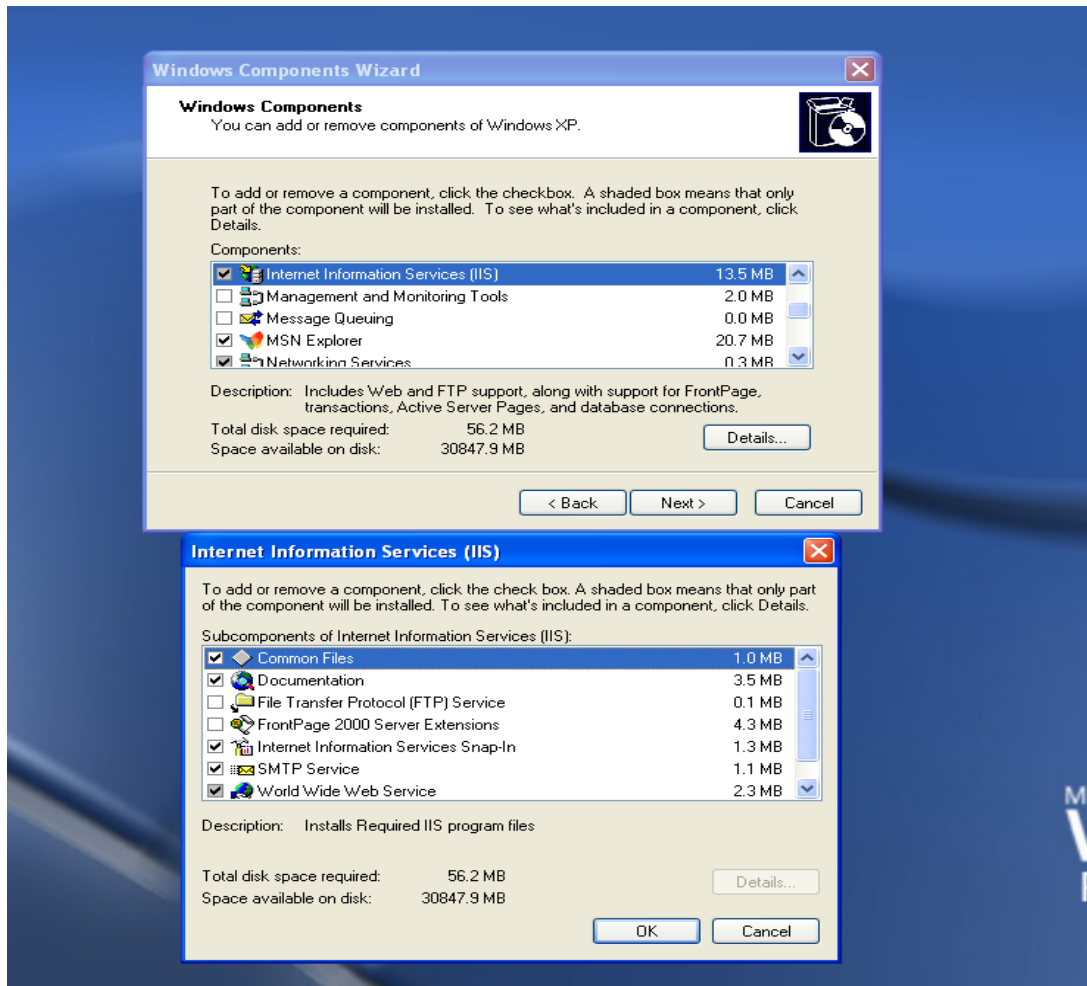 Windows Components Wizard
Windows Components
You can add or remove components of Windows XP.
To add or remove a component, click the checkbox. A shaded box means that only
part of the component will be installed. To see what's included in a component, click
Details.
Components:
Internet Information Services (IIS) 13.5 MB
Management and Monitoring Tools 2.0 MB
Message Queuing 0.0 MB
MSN Explorer 20.7 MB
Networking Services 0.3 MB
Description: Includes Web and FTP support, along with support for FrontPage,
transactions, Active Server Pages, and database connections.
Total disk space required: 56.2 MB
Space available on disk: 30847.9 MB
Details...
< Back Next > Cancel
Internet Information Services (IIS)
To add or remove a component, click the check box. A shaded box means that only part
of the component will be installed. To see what's included in a component, click Details.
Subcomponents of Internet Information Services (IIS):
Common Files 1.0 MB
Documentation 3.5 MB
File Transfer Protocol (FTP) Service 0.1 MB
FrontPage 2000 Server Extensions 4.3 MB
Internet Information Services Snap-In 1.3 MB
SMTP Service 1.1 MB
World Wide Web Service 2.3 MB
Description: Installs Required IIS program files
Total disk space required: 56.2 MB
Space available on disk: 30847.9 MB
Details...
OK Cancel